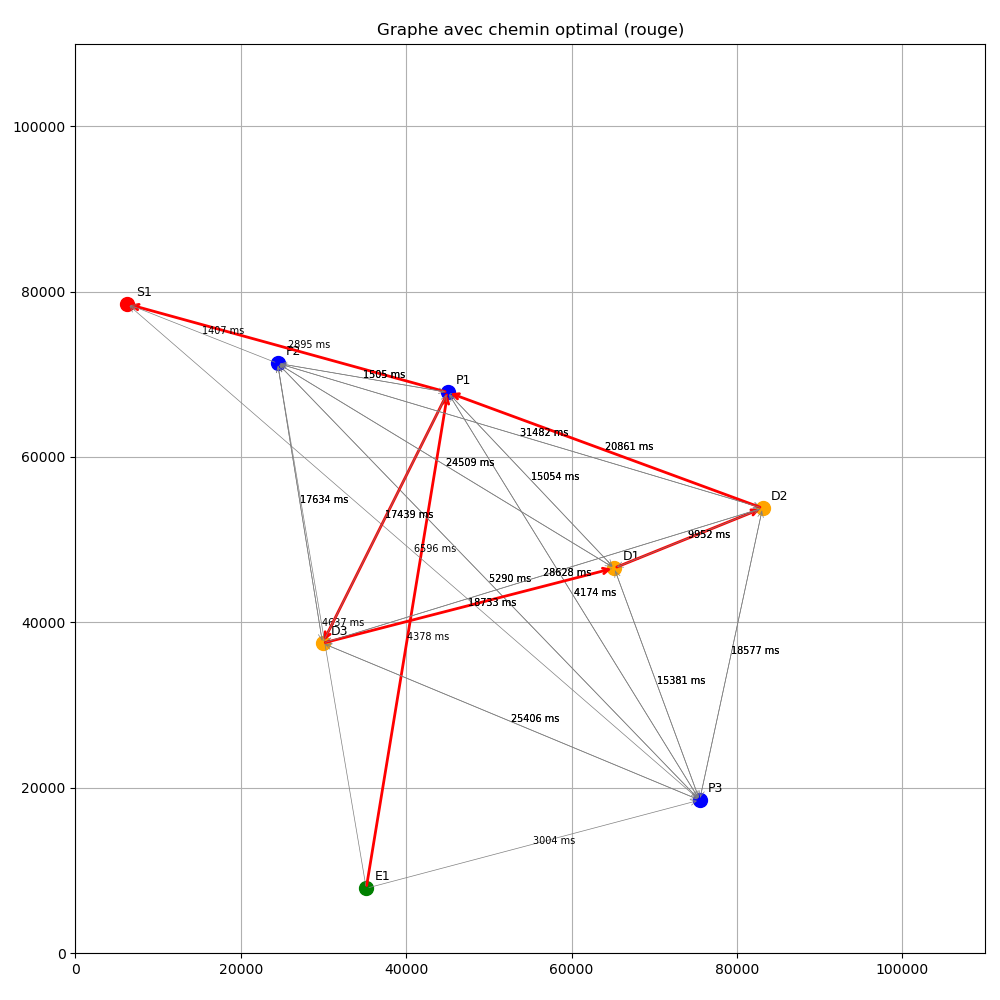 Graphe avec chemin optimal (rouge)
100000
80000
60000
40000
20000
0
S1
1407 ms
2895 ms
P2
1505 ms
P1
31482 ms
20861 ms
24509 ms
15054 ms
17634 ms
D2
17439 ms
9952 ms
6596 ms
D1
5290 ms
28628 ms
4174 ms
18733 ms
4637 ms
D3
4378 ms
18577 ms
15381 ms
25406 ms
P3
3004 ms
E1
0
20000
40000
60000
80000
100000